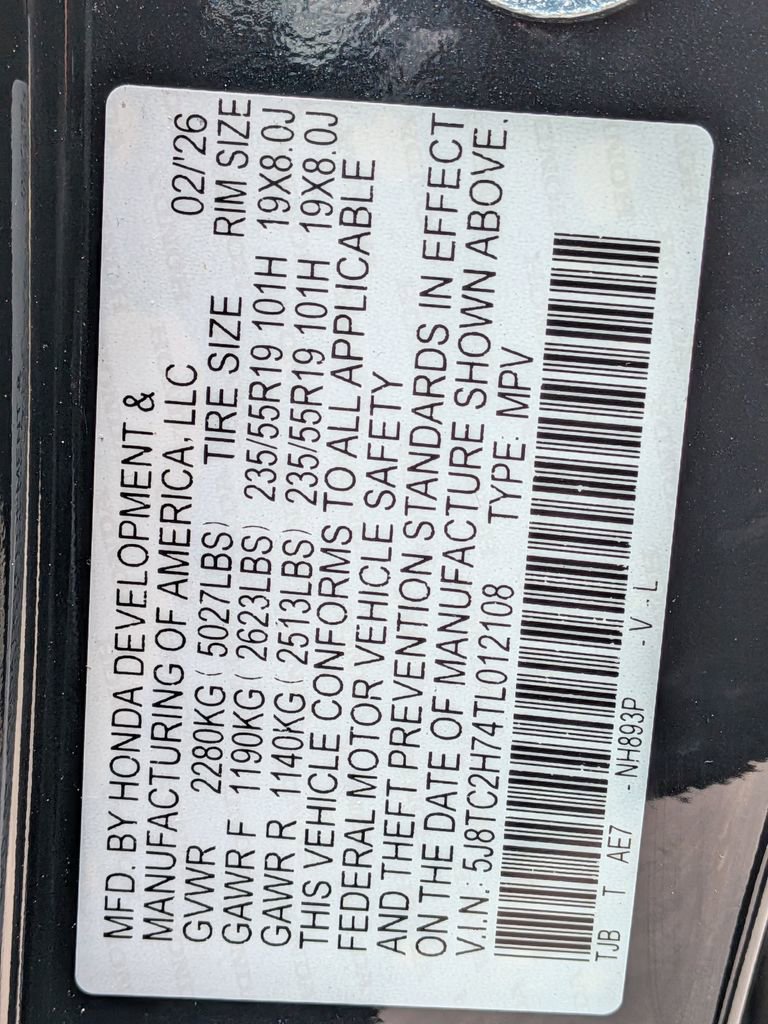 MFD. BY HONDA DEVELOPMENT & 02/'26
MANUFACTURING OF AMERICA, LLC
GVWR 2280KG ( 5027LBS) TIRE SIZE RIM SIZE
GAWR F 1190KG ( 2623LBS) 235/55R19 101H 19X8.0J
GAWR R 1140KG ( 2513LBS) 235/55R19 101H 19X8.0J
THIS VEHICLE CONFORMS TO ALL APPLICABLE
FEDERAL MOTOR VEHICLE SAFETY
AND THEFT PREVENTION STANDARDS IN EFFECT
ON THE DATE OF MANUFACTURE SHOWN ABOVE.
V.I.N.: 5J8TC2H74TL012108 TYPE: MPV
TJB T AE7 -NH893P -V L